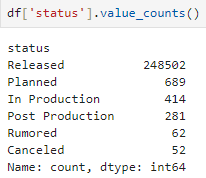 df['status'].value_counts()
status
Released 248502
Planned 689
In Production 414
Post Production 281
Rumored 62
Canceled 52
Name: count, dtype: int64